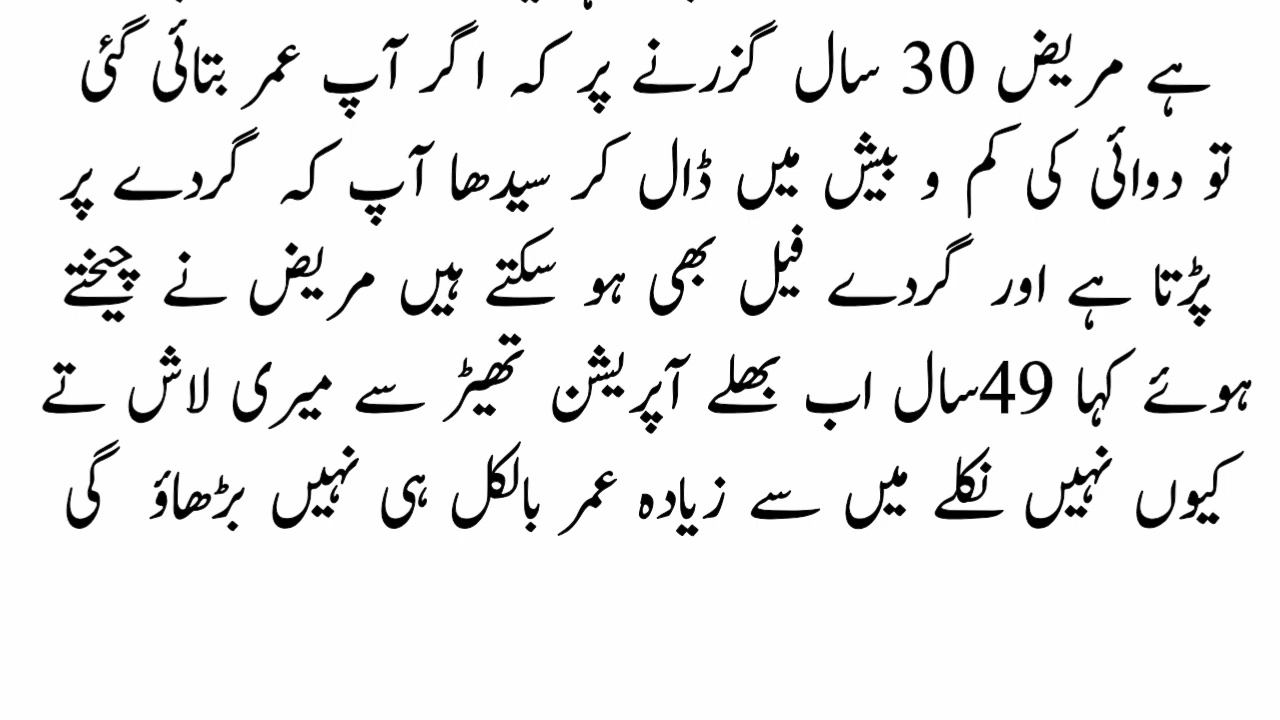 ہے مریض 30 سال گزرنے پر کہ اگر آپ عمر بتائی گئی
تو دوائی کی کم و بیش میں ڈال کر سیدھا آپ کہ گردے پر
پڑتا ہے اور گردے فیل بھی ہو سکتے ہیں مریض نے چیختے
ہوئے کہا 49سال اب بھلے آپریشن تھیڑ سے میری لاش تے
کیوں نہیں نکلے میں سے زیادہ عمر بالکل ہی نہیں بڑھاؤ گی